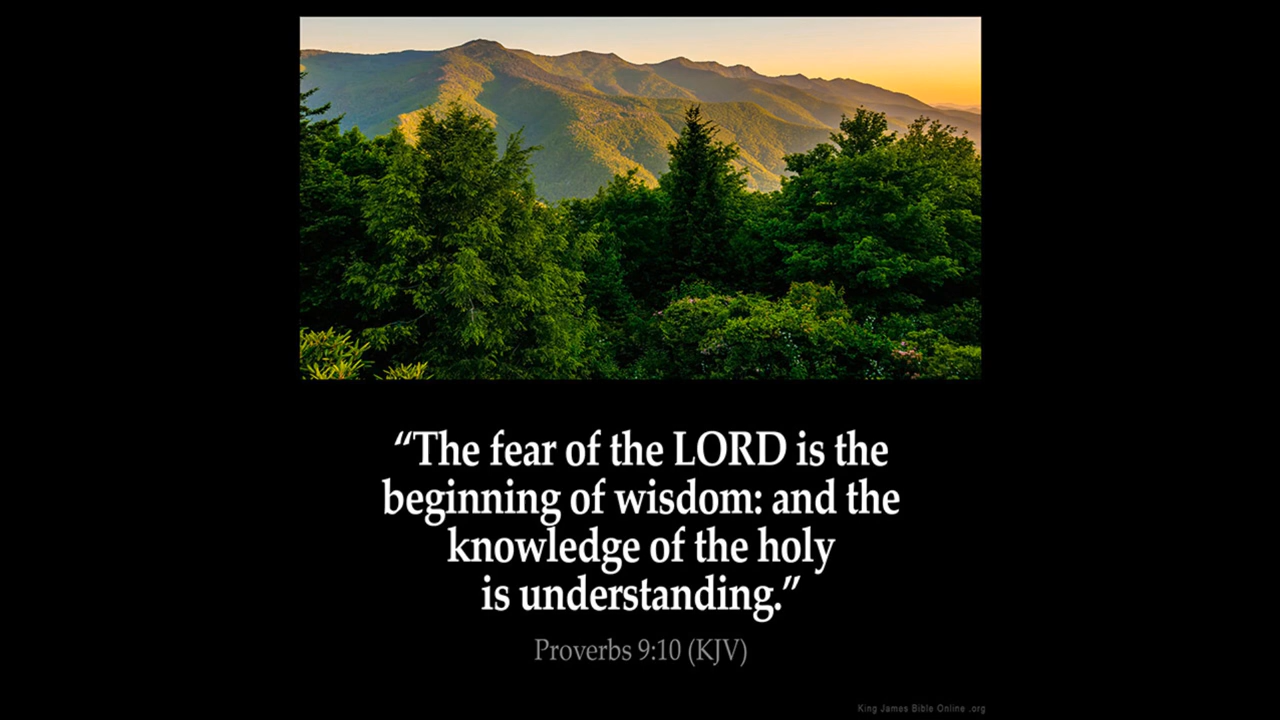 “The fear of the LORD is the
beginning of wisdom: and the
knowledge of the holy
is understanding.”
Proverbs 9:10 (KJV)
King James Bible Online .org